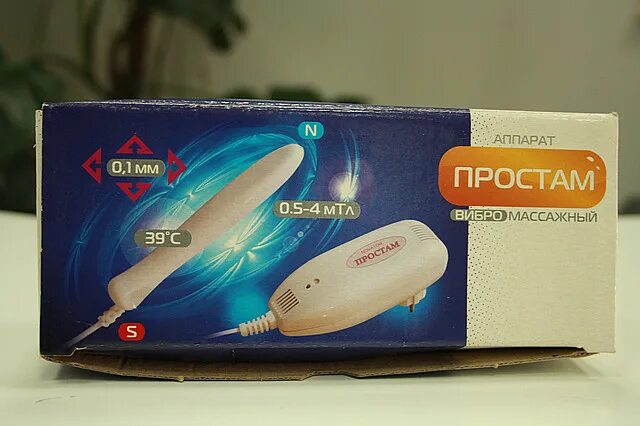 N
0,1 мм
0.5-4 мТл
39°С
ПРОСТАМ
S
АППАРАТ
ПРОСТАМ
ВИБРОМАССАЖНЫЙ